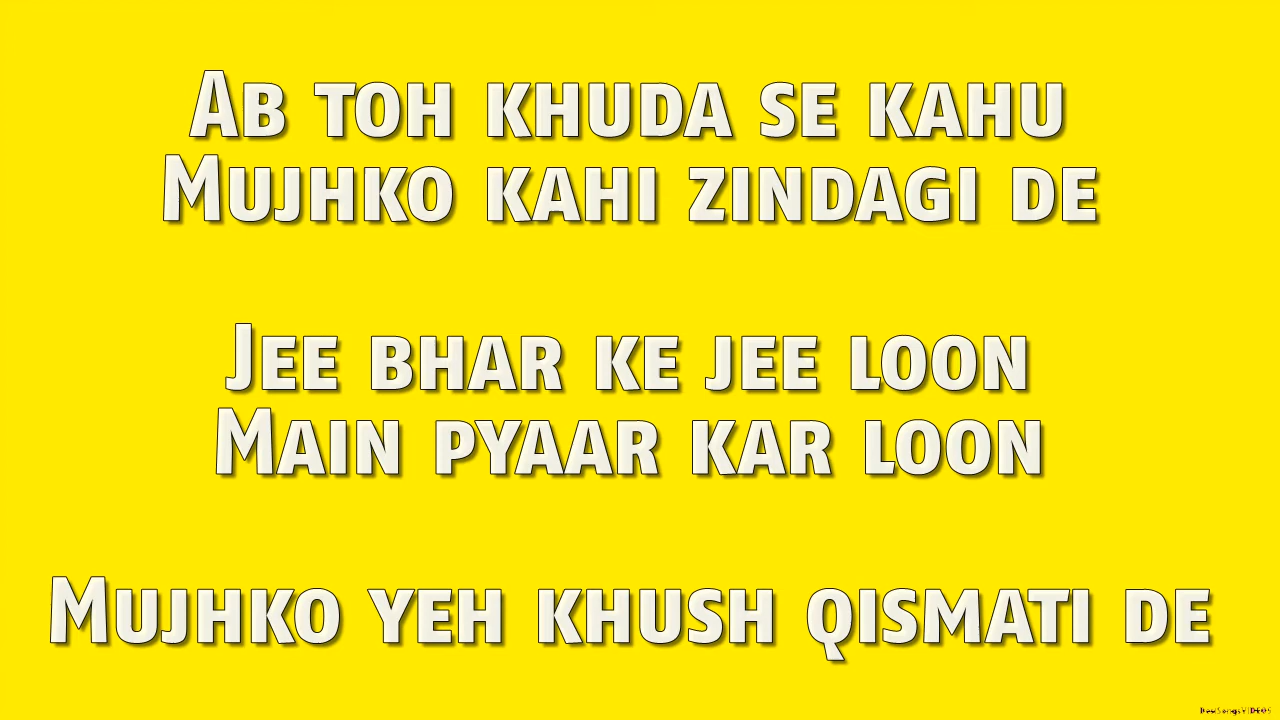 Ab toh khuda se kahu
Mujhko kahi zindagi de
Jee bhar ke jee loon
Main pyaar kar loon
Mujhko yeh khush qismati de
BestSongsVIDEOS